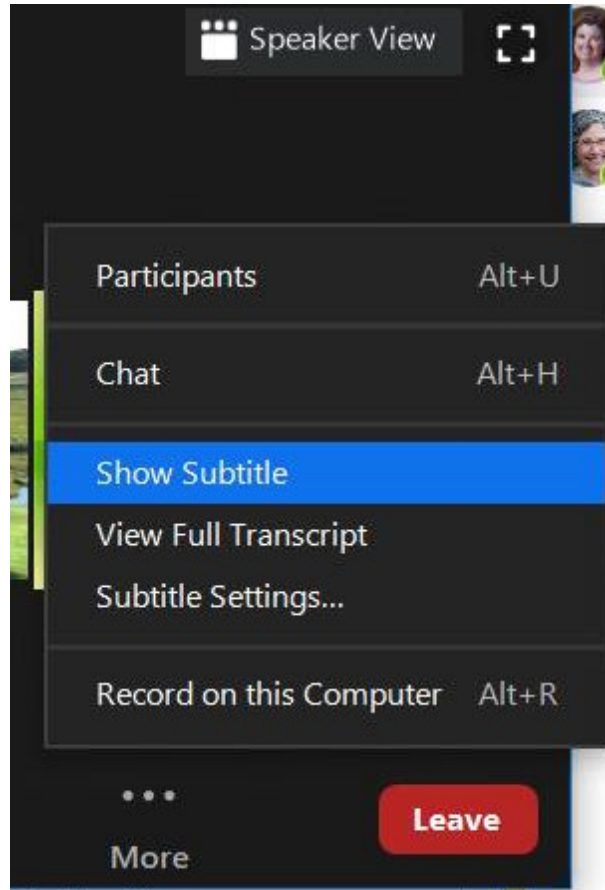 Speaker View
Participants Alt+U
Chat Alt+H
Show Subtitle
View Full Transcript
Subtitle Settings...
Record on this Computer Alt+R
More
Leave